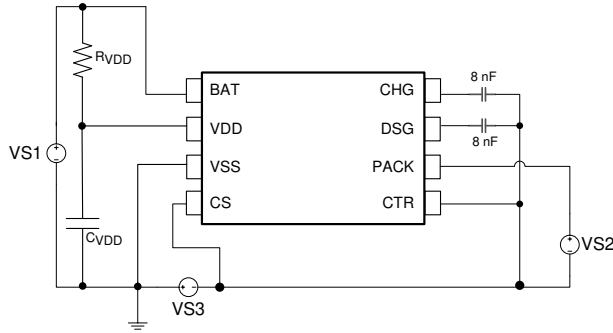 RVDD
8 nF
BAT
CHG
VDD
DSG
8 nF
VS1
VSS
PACK
CS
CTR
CVDD
VS2
VS3